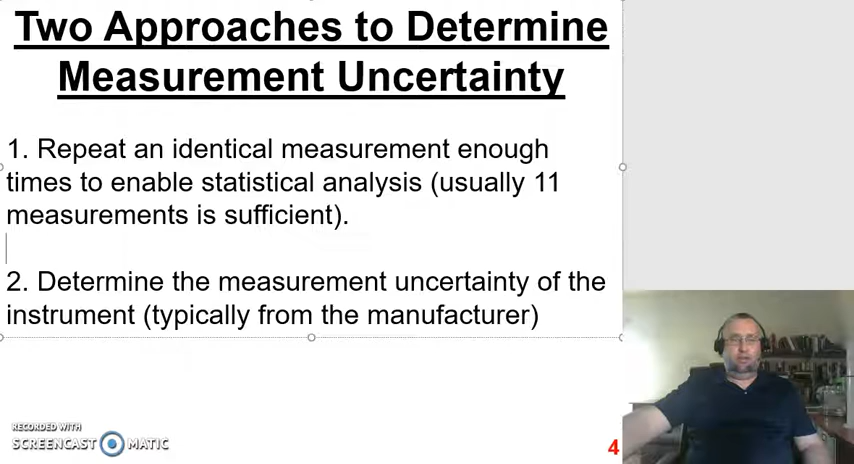 Two Approaches to Determine
Measurement Uncertainty
1. Repeat an identical measurement enough
times to enable statistical analysis (usually 11
measurements is sufficient).
2. Determine the measurement uncertainty of the
instrument (typically from the manufacturer)
RECORDED WITH
SCREENCAST MATIC
4